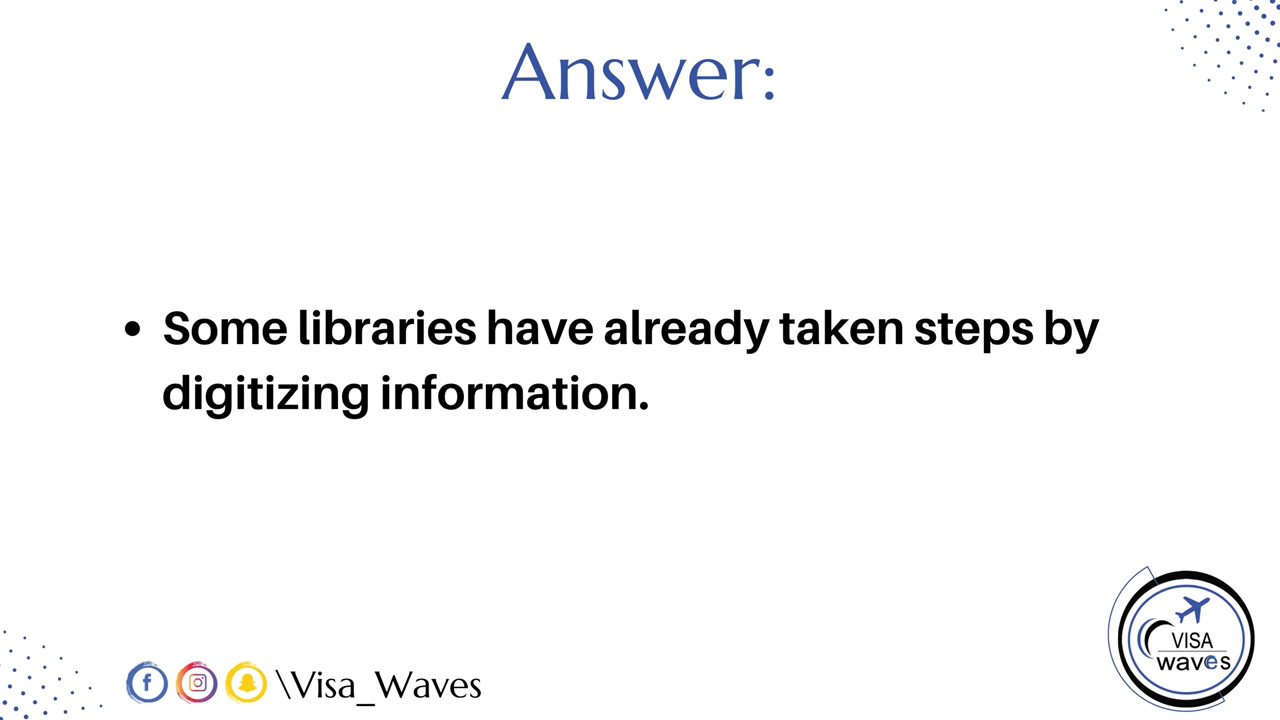 Answer:
• Some libraries have already taken steps by
digitizing information.
VISA
waves
\Visa_Waves